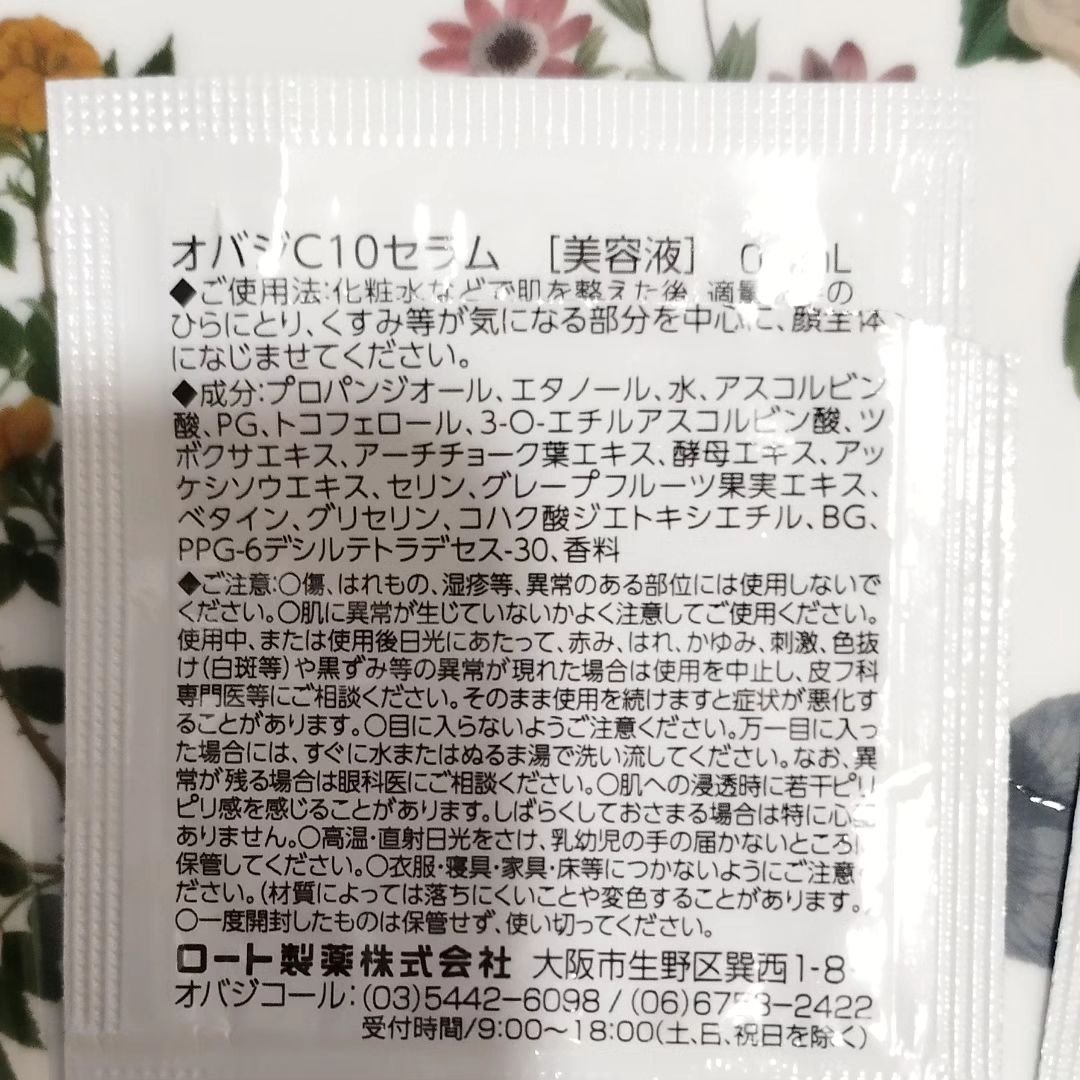 オバジC10セラム ［美容液］
◆ご使用法:化粧水などで肌を整えた後、適量
ひらにとり、くすみ等が気になる部分を中心に、顔全体
になじませてください。
◆成分:プロパンジオール、エタノール、水、アスコルビン
酸、PG、トコフェロール、3-O-エチルアスコルビン酸、ツ
ボクサエキス、アーチチョーク葉エキス、酵母エキス、アッ
ケシソウエキス、セリン、グレープフルーツ果実エキス、
ベタイン、グリセリン、コハク酸ジエトキシエチル、BG、
PPG-6デシルテトラデセス-30、香料
◆ご注意:○傷、はれもの、湿疹等、異常のある部位には使用しないで
ください。○肌に異常が生じていないかよく注意してご使用ください。
使用中、または使用後日光にあたって、赤み、はれ、かゆみ、刺激、色抜
け(白斑等)や黒ずみ等の異常が現れた場合は使用を中止し、皮フ科
専門医等にご相談ください。そのまま使用を続けますと症状が悪化す
ることがあります。○目に入らないようご注意ください。万一目に入っ
た場合には、すぐに水またはぬるま湯で洗い流してください。なお、異
常が残る場合は眼科医にご相談ください。○肌への浸透時に若干ピリ
ピリ感を感じることがあります。しばらくしておさまる場合は特に心配
ありません。○高温・直射日光をさけ、乳幼児の手の届かないところに
保管してください。○衣服・寝具・家具・床等につかないようにご注意
ださい。(材質によっては落ちにくいことや変色することがあります。)
○一度開封したものは保管せず、使い切ってください。
ロート製薬株式会社 大阪市生野区巽西1-8-
オバジコール:(03)5442-6098/(06)6753-2422
受付時間/9:00～18:00(土、日、祝日を除く)